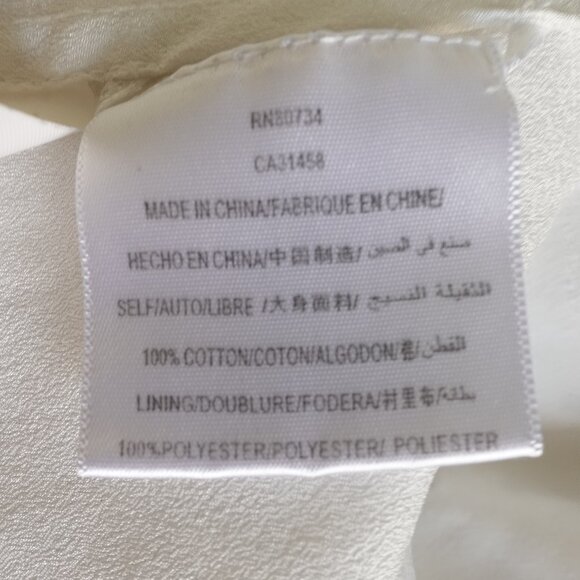 RN80734
CA31458
MADE IN CHINA/FABRIQUE EN CHINE/
HECHO EN CHINA/中国制造/ صنع في الصين
SELF/AUTO/LIBRE /大身面料/ الثقيلة النسيج
100% COTTON/COTON/ALGODON/棉/القطن
LINING/DOUBLURE/FODERA/衬里布/بطانة
100%POLYESTER/POLYESTER/ POLIESTER